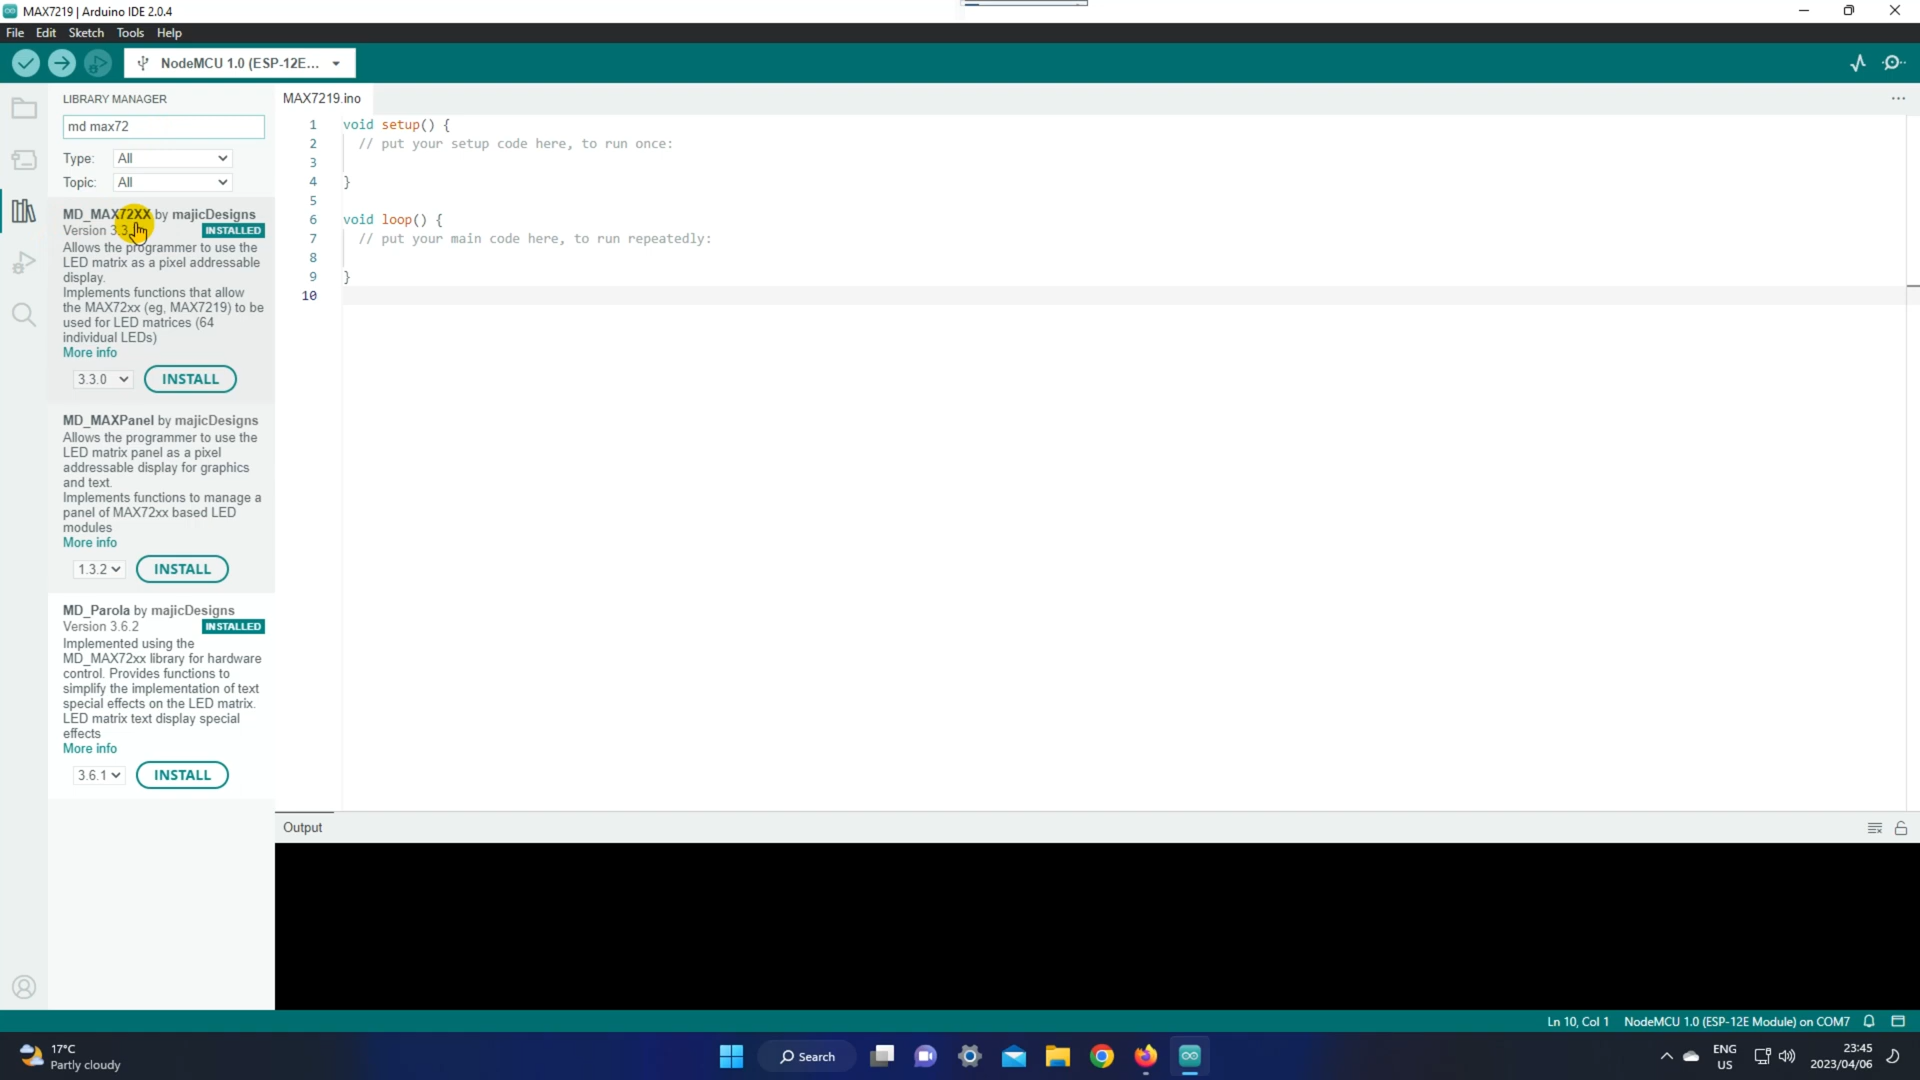 MAX7219 | Arduino IDE 2.0.4
File Edit Sketch Tools Help
NodeMCU 1.0 (ESP-12E...
LIBRARY MANAGER
md max72
Type: All
Topic: All
MD_MAX72XX by majicDesigns
Version 3.3 INSTALLED
Allows the programmer to use the
LED matrix as a pixel addressable
display.
Implements functions that allow
the MAX72xx (eg, MAX7219) to be
used for LED matrices (64
individual LEDs)
More info
3.3.0 INSTALL
MD_MAXPanel by majicDesigns
Allows the programmer to use the
LED matrix panel as a pixel
addressable display for graphics
and text.
Implements functions to manage a
panel of MAX72xx based LED
modules
More info
1.3.2 INSTALL
MD_Parola by majicDesigns
Version 3.6.2 INSTALLED
Implemented using the
MD_MAX72xx library for hardware
control. Provides functions to
simplify the implementation of text
special effects on the LED matrix.
LED matrix text display special
effects
More info
3.6.1 INSTALL
MAX7219.ino
1 void setup() {
2 // put your setup code here, to run once:
3
4 }
5
6 void loop() {
7 // put your main code here, to run repeatedly:
8
9 }
10
Output
Ln 10, Col 1 NodeMCU 1.0 (ESP-12E Module) on COM7
17°C
Partly cloudy
Search
ENG
US
23:45
2023/04/06